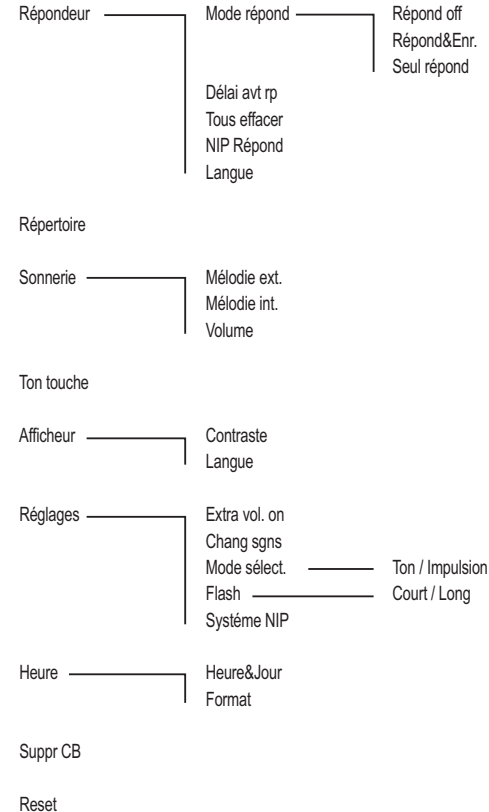 Répondeur Mode répond Répond off
Répond&Enr.
Seul répond
Délai avt rp
Tous effacer
NIP Répond
Langue
Répertoire
Sonnerie Mélodie ext.
Mélodie int.
Volume
Ton touche
Afficheur Contraste
Langue
Réglages Extra vol. on
Chang sgns
Mode sélect. Ton / Impulsion
Flash Court / Long
Systéme NIP
Heure Heure&Jour
Format
Suppr CB
Reset